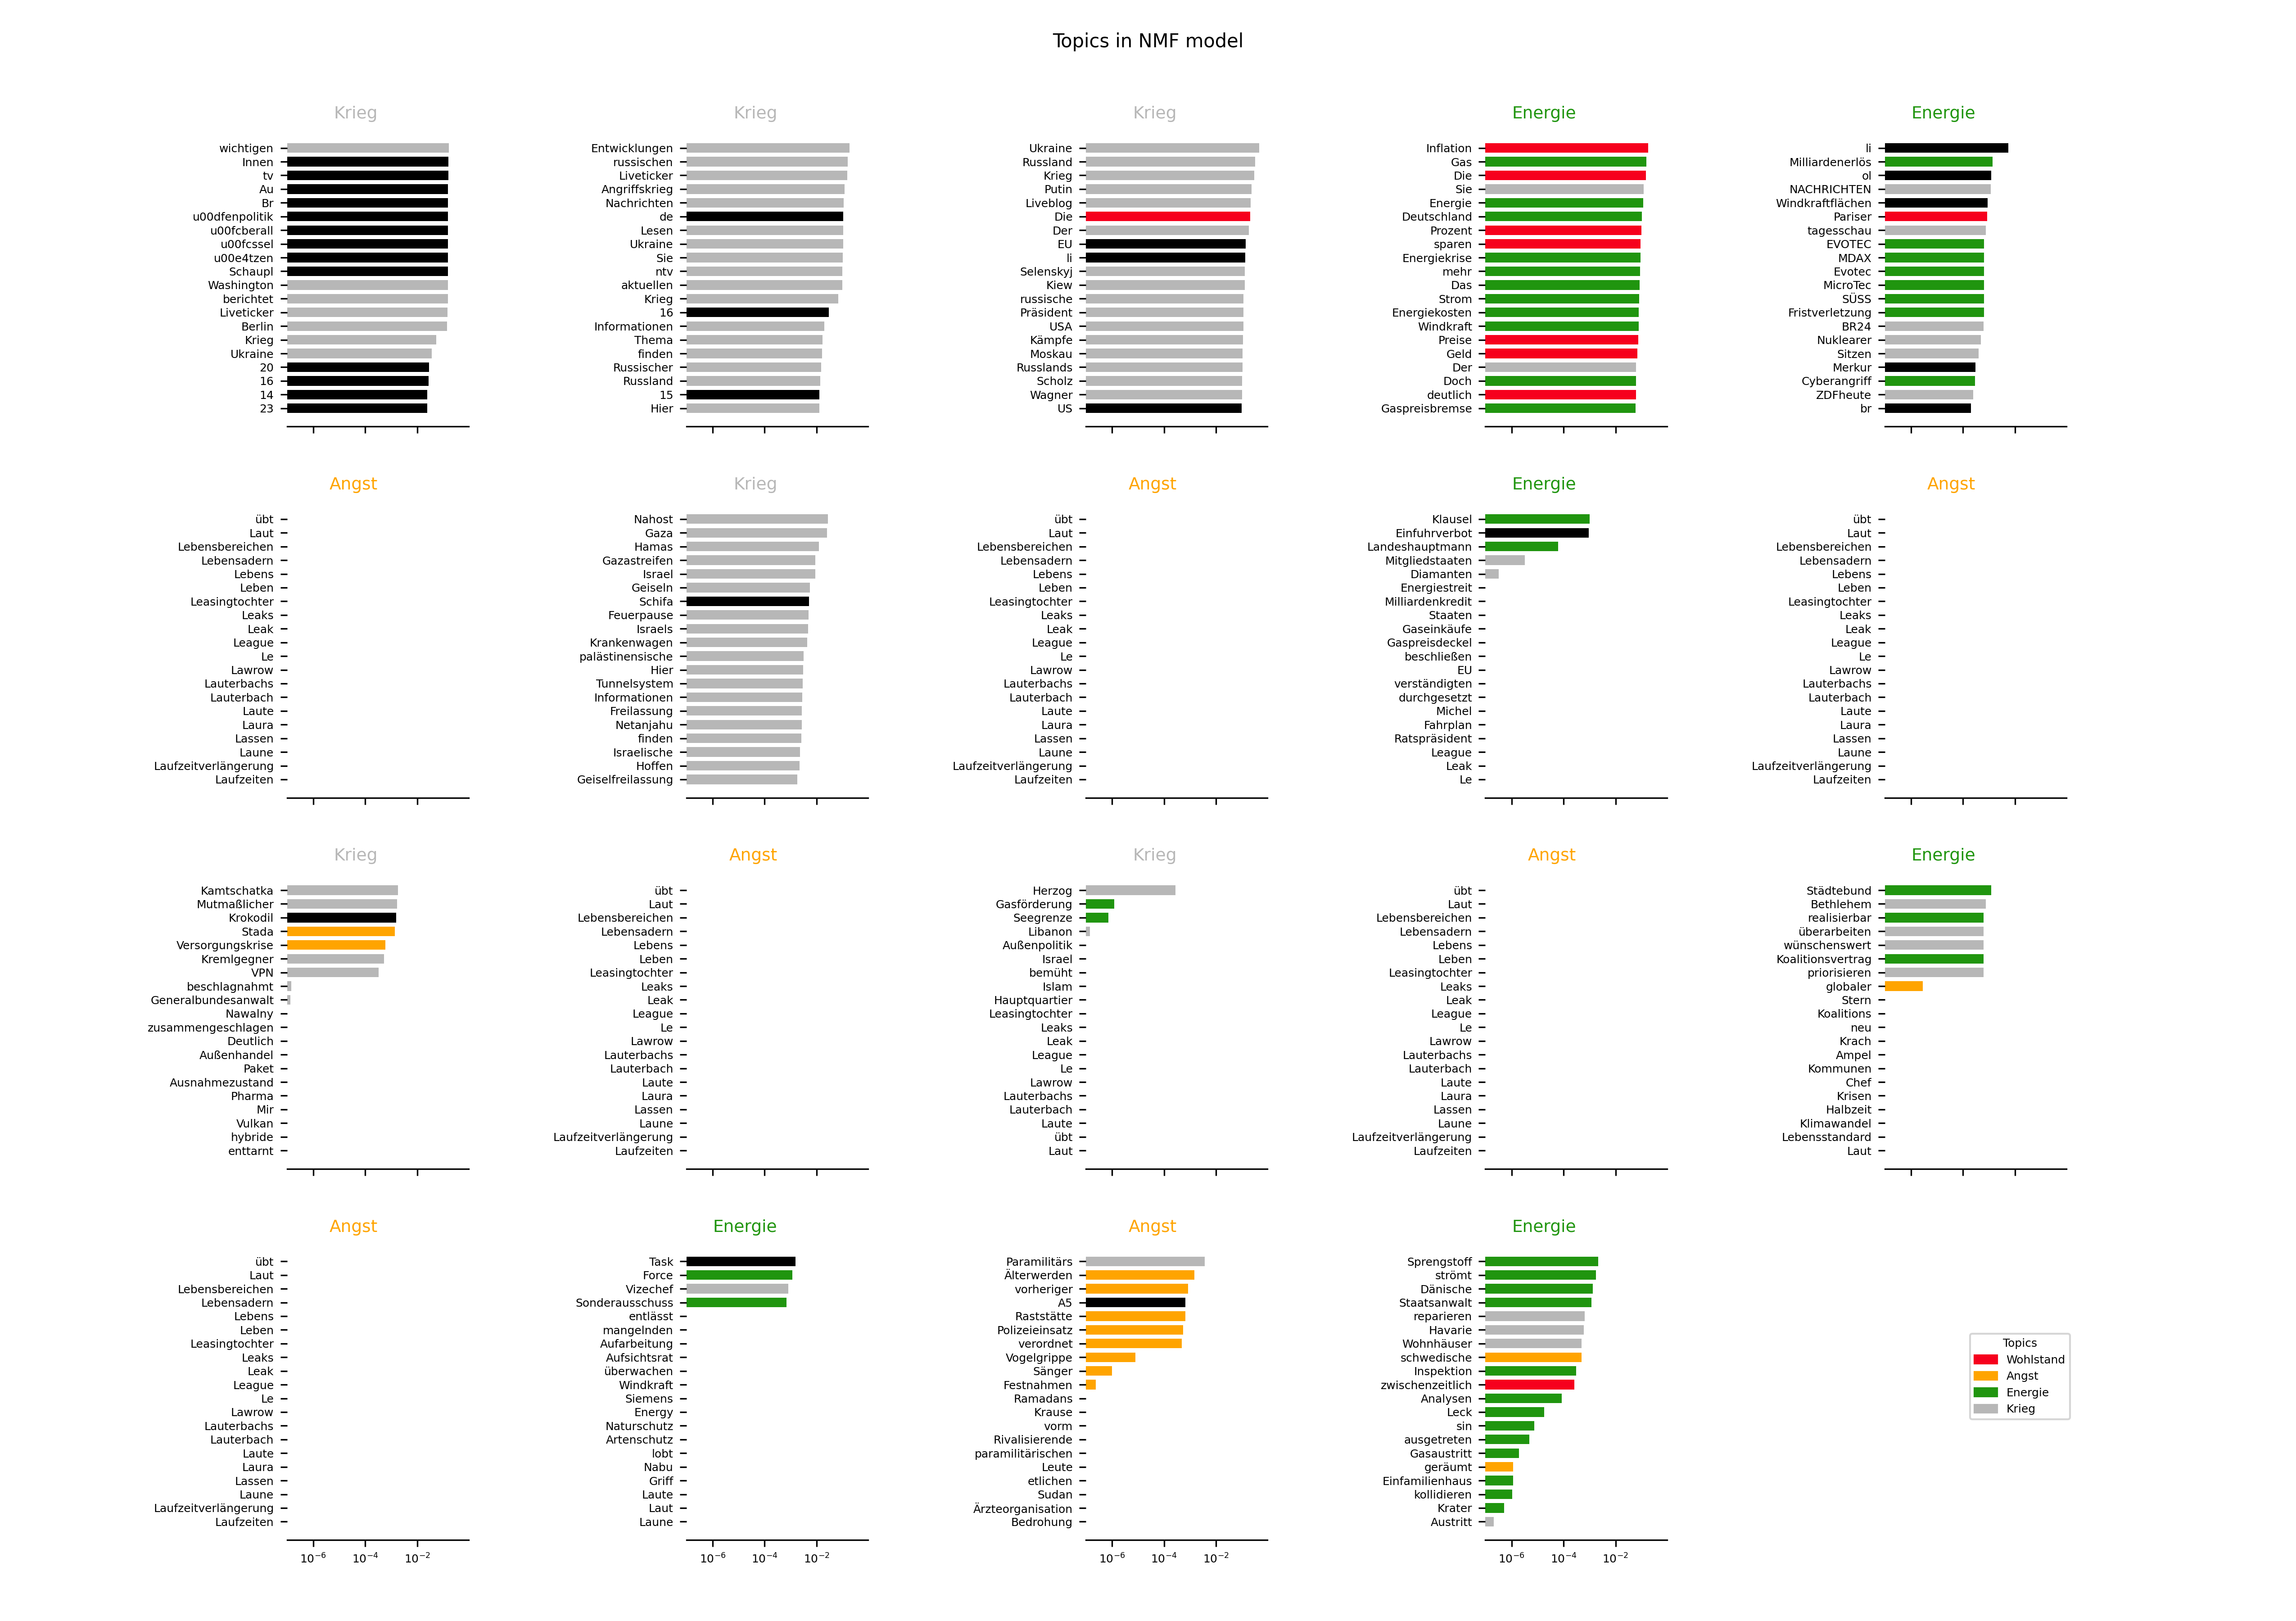 Topics in NMF model
Krieg
wichtigen
Innen
tv
Au
Br
u00dfenpolitik
u00fcberall
u00fcssel
u00e4tzen
Schaupl
Washington
berichtet
Liveticker
Berlin
Krieg
Ukraine
20
16
14
23
Krieg
Entwicklungen
russischen
Liveticker
Angriffskrieg
Nachrichten
de
Lesen
Ukraine
Sie
ntv
aktuellen
Krieg
16
Informationen
Thema
finden
Russischer
Russland
15
Hier
Krieg
Ukraine
Russland
Krieg
Putin
Liveblog
Die
Der
EU
li
Selenskyj
Kiew
russische
Präsident
USA
Kämpfe
Moskau
Russlands
Scholz
Wagner
US
Energie
Inflation
Gas
Die
Sie
Energie
Deutschland
Prozent
sparen
Energiekrise
mehr
Das
Strom
Energiekosten
Windkraft
Preise
Geld
Der
Doch
deutlich
Gaspreisbremse
Energie
li
Milliardenerlös
ol
NACHRICHTEN
Windkraftflächen
Pariser
tagesschau
EVOTEC
MDAX
Evotec
MicroTec
SÜSS
Fristverletzung
BR24
Nuklearer
Sitzen
Merkur
Cyberangriff
ZDFheute
br
Angst
übt
Laut
Lebensbereichen
Lebensadern
Lebens
Leben
Leasingtochter
Leaks
Leak
League
Le
Lawrow
Lauterbachs
Lauterbach
Laute
Laura
Lassen
Laune
Laufzeitverlängerung
Laufzeiten
Krieg
Nahost
Gaza
Hamas
Gazastreifen
Israel
Geiseln
Schifa
Feuerpause
Israels
Krankenwagen
palästinensische
Hier
Tunnelsystem
Informationen
Freilassung
Netanjahu
finden
Israelische
Hoffen
Geiselfreilassung
Angst
übt
Laut
Lebensbereichen
Lebensadern
Lebens
Leben
Leasingtochter
Leaks
Leak
League
Le
Lawrow
Lauterbachs
Lauterbach
Laute
Laura
Lassen
Laune
Laufzeitverlängerung
Laufzeiten
Energie
Klausel
Einfuhrverbot
Landeshauptmann
Mitgliedstaaten
Diamanten
Energiestreit
Milliardenkredit
Staaten
Gaseinkäufe
Gaspreisdeckel
beschließen
EU
verständigten
durchgesetzt
Michel
Fahrplan
Ratspräsident
League
Leak
Le
Angst
übt
Laut
Lebensbereichen
Lebensadern
Lebens
Leben
Leasingtochter
Leaks
Leak
League
Le
Lawrow
Lauterbachs
Lauterbach
Laute
Laura
Lassen
Laune
Laufzeitverlängerung
Laufzeiten
Krieg
Kamtschatka
Mutmaßlicher
Krokodil
Stada
Versorgungskrise
Kremlgegner
VPN
beschlagnahmt
Generalbundesanwalt
Nawalny
zusammengeschlagen
Deutlich
Außenhandel
Paket
Ausnahmezustand
Pharma
Mir
Vulkan
hybride
enttarnt
Angst
übt
Laut
Lebensbereichen
Lebensadern
Lebens
Leben
Leasingtochter
Leaks
Leak
League
Le
Lawrow
Lauterbachs
Lauterbach
Laute
Laura
Lassen
Laune
Laufzeitverlängerung
Laufzeiten
Krieg
Herzog
Gasförderung
Seegrenze
Libanon
Außenpolitik
Israel
bemüht
Islam
Hauptquartier
Leasingtochter
Leaks
Leak
League
Le
Lawrow
Lauterbachs
Lauterbach
Laute
übt
Laut
Angst
übt
Laut
Lebensbereichen
Lebensadern
Lebens
Leben
Leasingtochter
Leaks
Leak
League
Le
Lawrow
Lauterbachs
Lauterbach
Laute
Laura
Lassen
Laune
Laufzeitverlängerung
Laufzeiten
Energie
Städtebund
Bethlehem
realisierbar
überarbeiten
wünschenswert
Koalitionsvertrag
priorisieren
globaler
Stern
Koalitions
neu
Krach
Ampel
Kommunen
Chef
Krisen
Halbzeit
Klimawandel
Lebensstandard
Laut
Angst
übt
Laut
Lebensbereichen
Lebensadern
Lebens
Leben
Leasingtochter
Leaks
Leak
League
Le
Lawrow
Lauterbachs
Lauterbach
Laute
Laura
Lassen
Laune
Laufzeitverlängerung
Laufzeiten
10⁻⁶ 10⁻⁴ 10⁻²
Energie
Task
Force
Vizechef
Sonderausschuss
entlässt
mangelnden
Aufarbeitung
Aufsichtsrat
überwachen
Windkraft
Siemens
Energy
Naturschutz
Artenschutz
lobt
Nabu
Griff
Laute
Laut
Laune
10⁻⁶ 10⁻⁴ 10⁻²
Angst
Paramilitärs
Älterwerden
vorheriger
A5
Raststätte
Polizeieinsatz
verordnet
Vogelgrippe
Sänger
Festnahmen
Ramadans
Krause
vorm
Rivalisierende
paramilitärischen
Leute
etlichen
Sudan
Ärzteorganisation
Bedrohung
10⁻⁶ 10⁻⁴ 10⁻²
Energie
Sprengstoff
strömt
Dänische
Staatsanwalt
reparieren
Havarie
Wohnhäuser
schwedische
Inspektion
zwischenzeitlich
Analysen
Leck
sin
ausgetreten
Gasaustritt
geräumt
Einfamilienhaus
kollidieren
Krater
Austritt
10⁻⁶ 10⁻⁴ 10⁻²
Topics
Wohlstand
Angst
Energie
Krieg